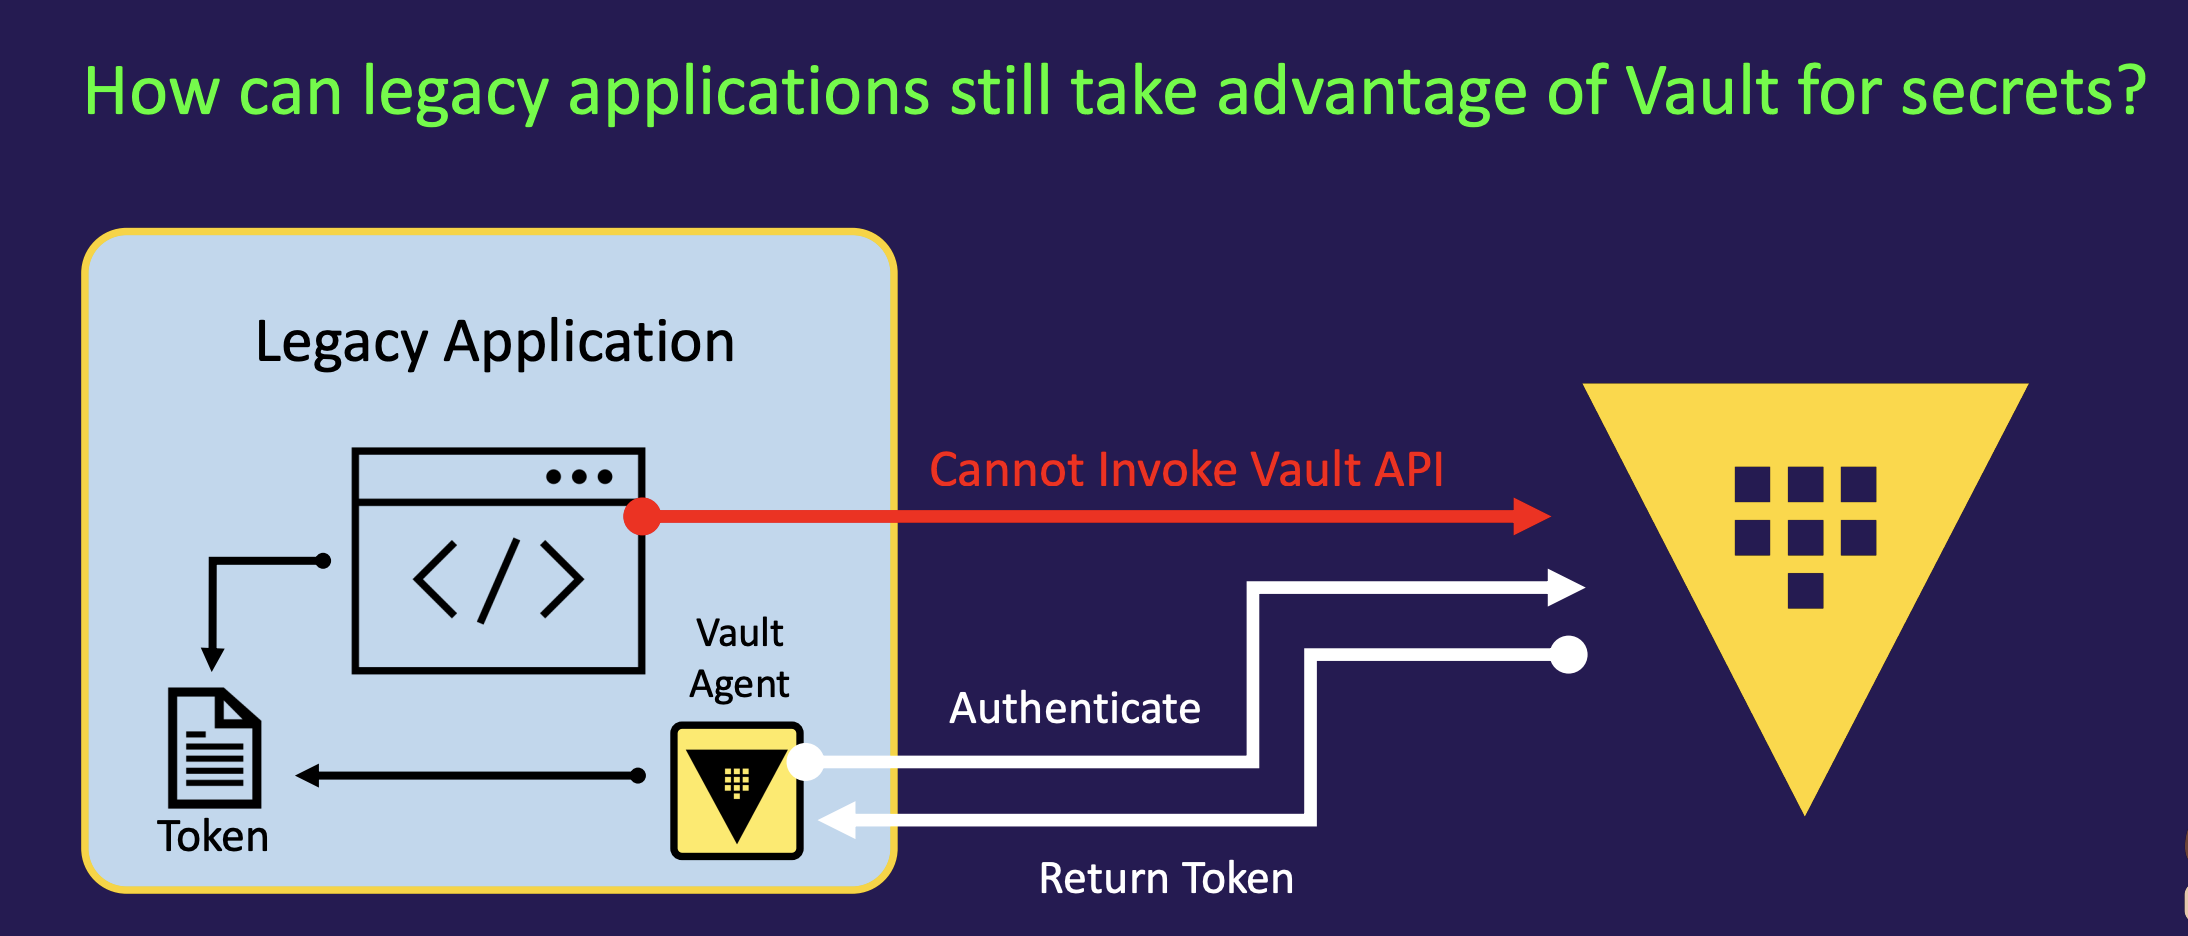 How can legacy applications still take advantage of Vault for secrets?
Legacy Application
Cannot Invoke Vault API
Vault
Agent
Authenticate
Token
Return Token